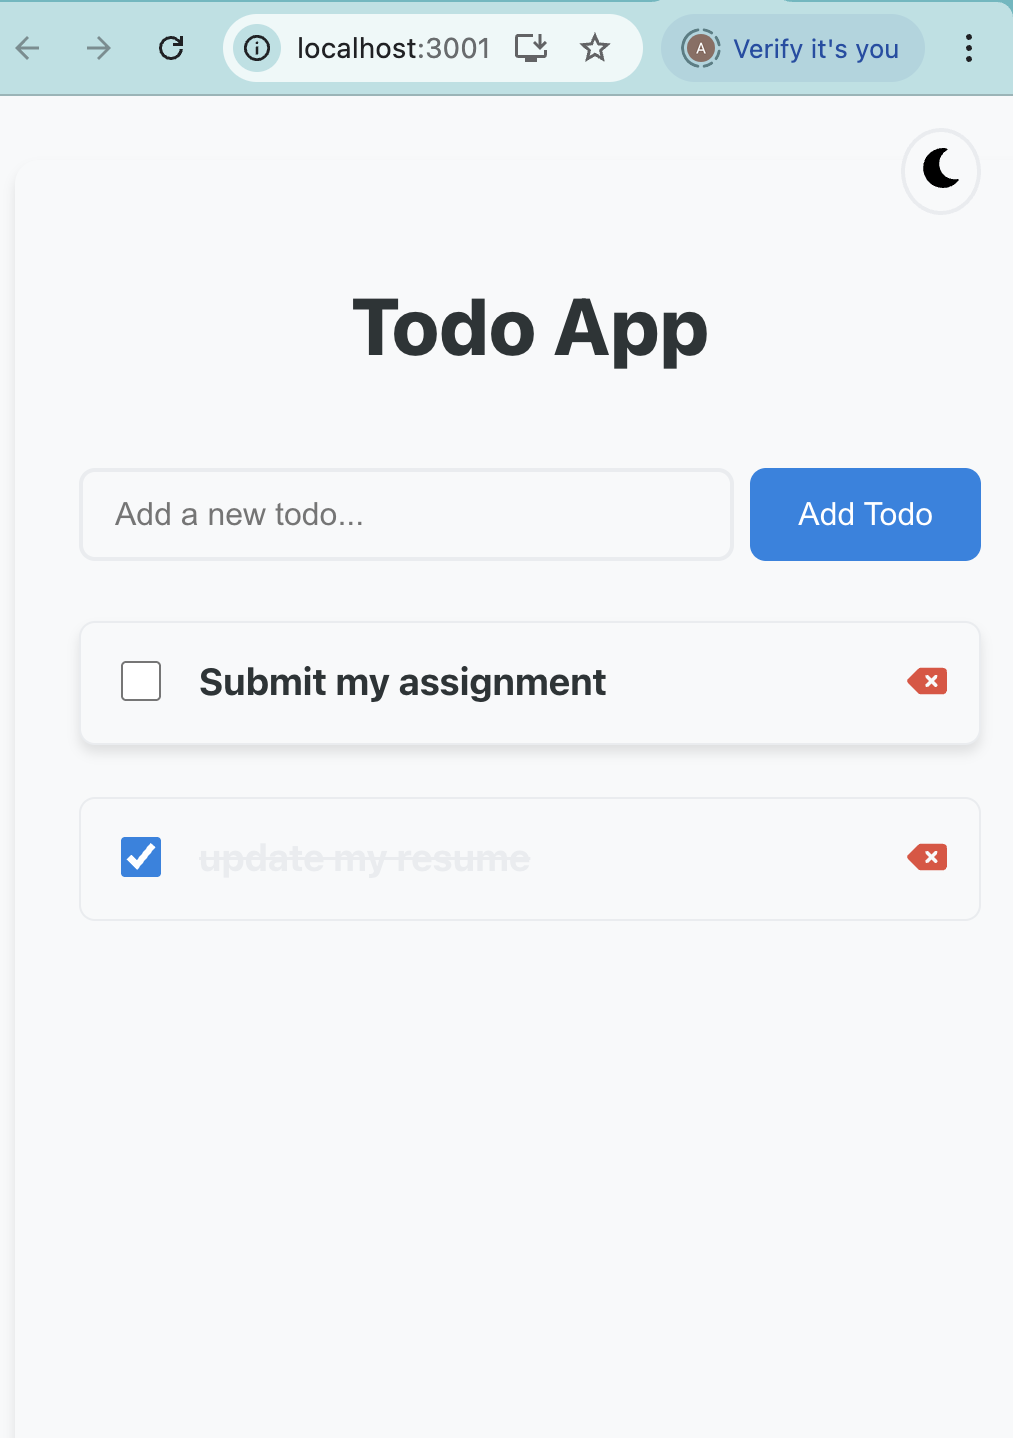 localhost:3001
A Verify it's you
Todo App
Add a new todo...
Add Todo
Submit my assignment
update my resume